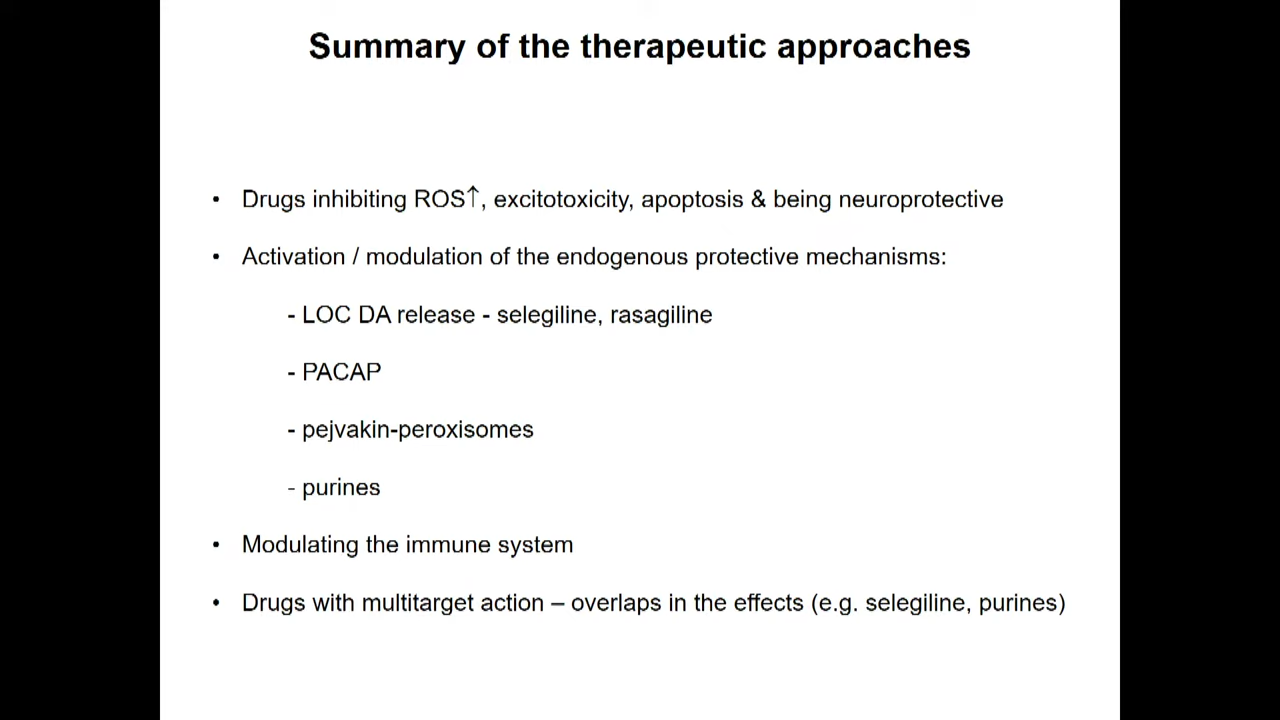 Summary of the therapeutic approaches
• Drugs inhibiting ROS↑, excitotoxicity, apoptosis & being neuroprotective
• Activation / modulation of the endogenous protective mechanisms:
- LOC DA release - selegiline, rasagiline
- PACAP
- pejvakin-peroxisomes
- purines
• Modulating the immune system
• Drugs with multitarget action – overlaps in the effects (e.g. selegiline, purines)